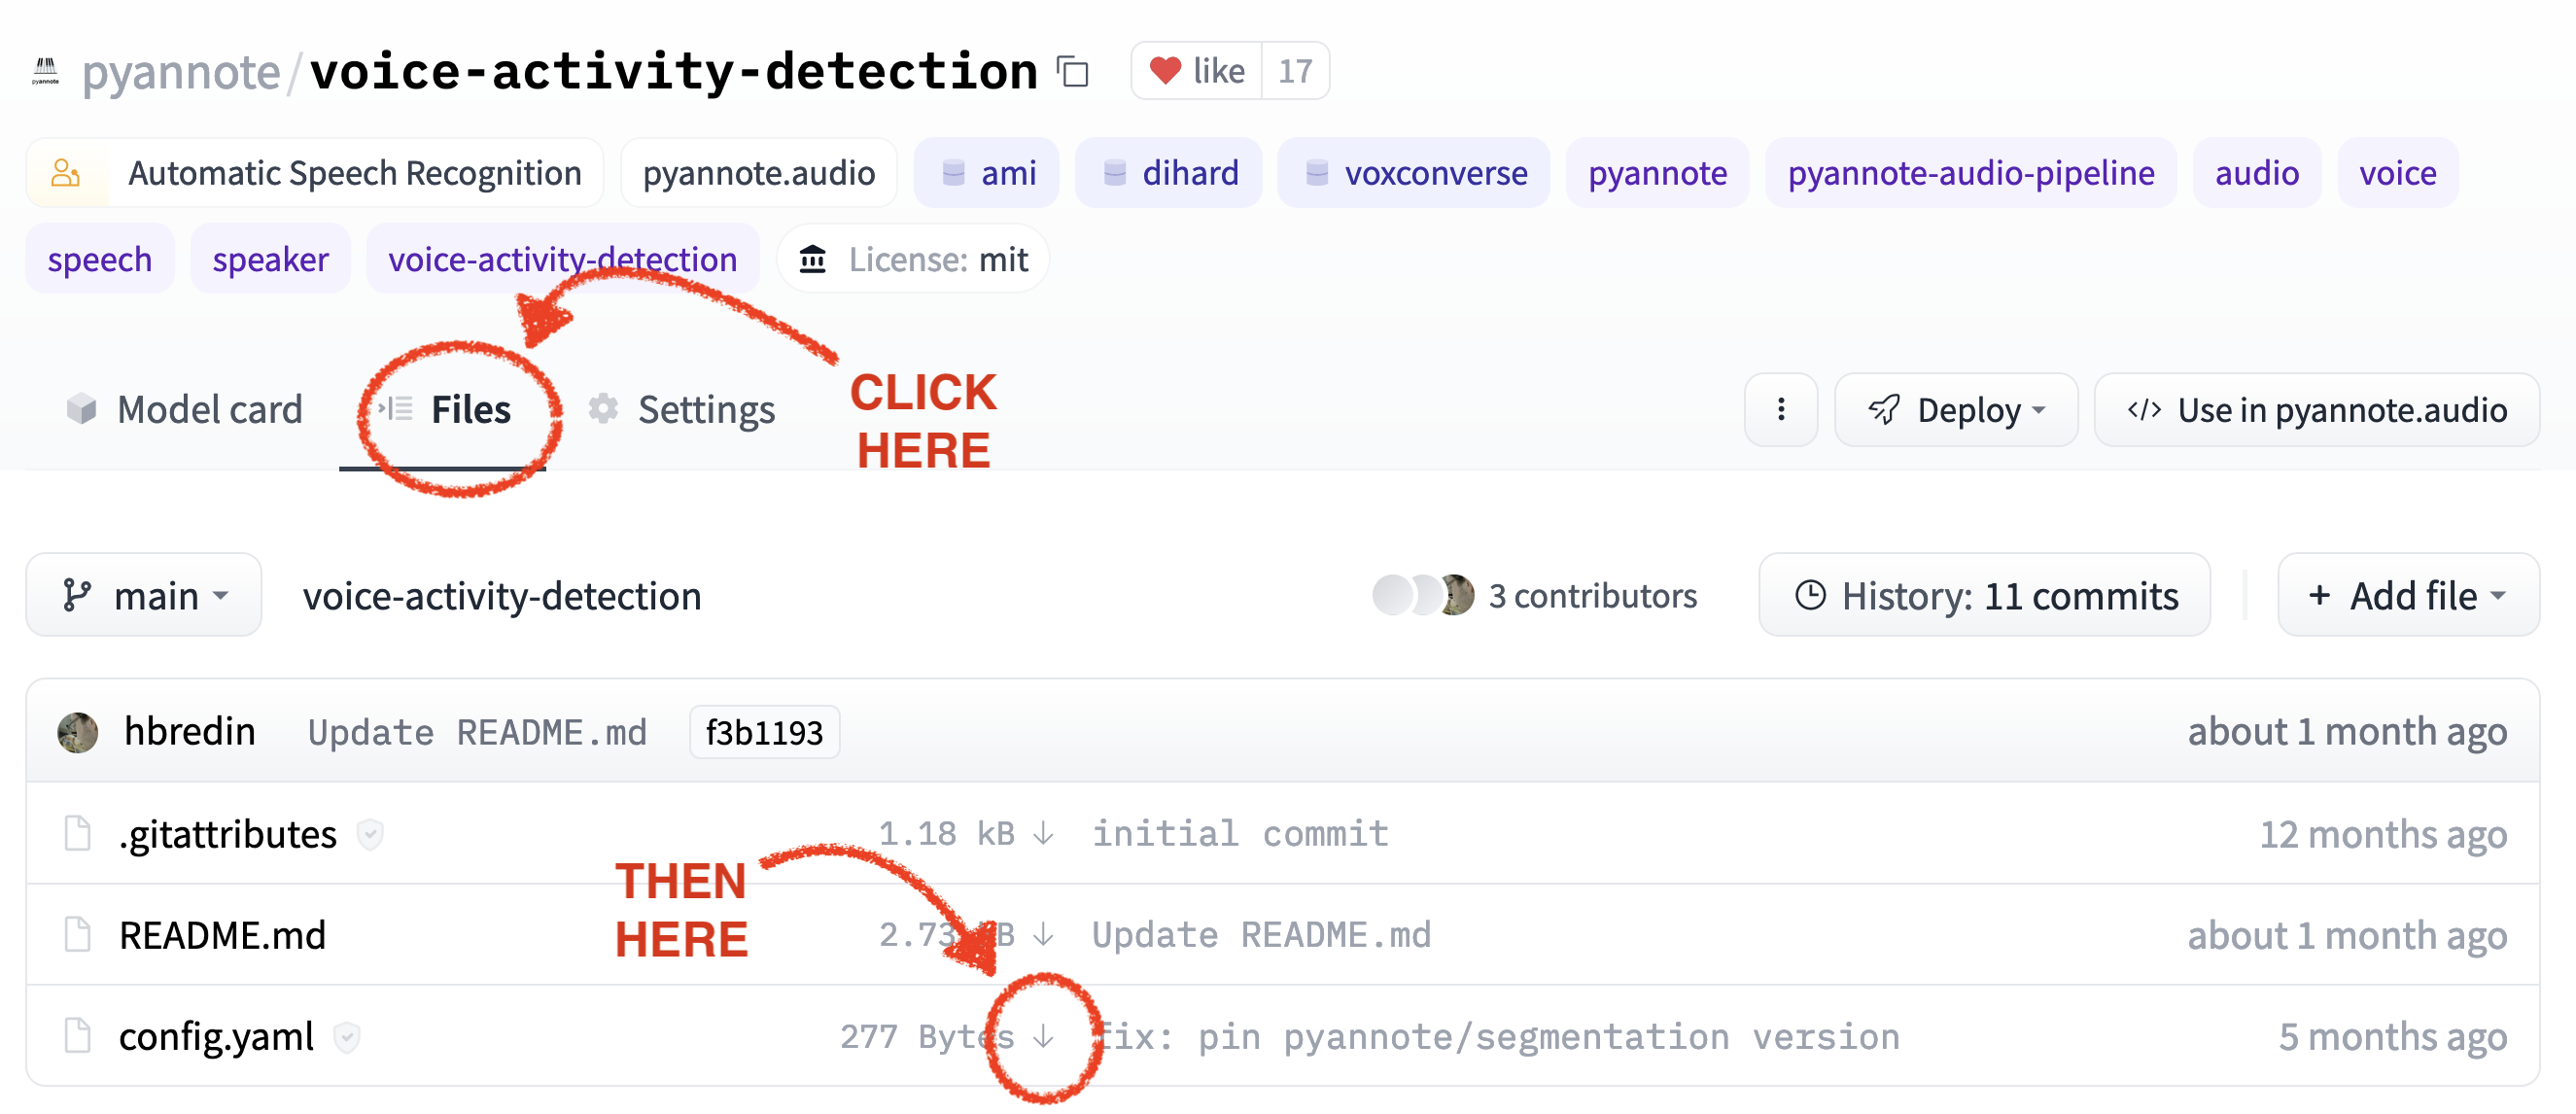 pyannote/voice-activity-detection like 17
Automatic Speech Recognition pyannote.audio ami dihard voxconverse pyannote pyannote-audio-pipeline audio voice
speech speaker voice-activity-detection License: mit
Model card Files Settings CLICK HERE Deploy </> Use in pyannote.audio
main voice-activity-detection 3 contributors History: 11 commits + Add file
hbredin Update README.md f3b1193 about 1 month ago
.gitattributes 1.18 kB ↓ initial commit 12 months ago
THEN HERE
README.md 2.73 ↓ Update README.md about 1 month ago
config.yaml 277 Bytes ↓ fix: pin pyannote/segmentation version 5 months ago